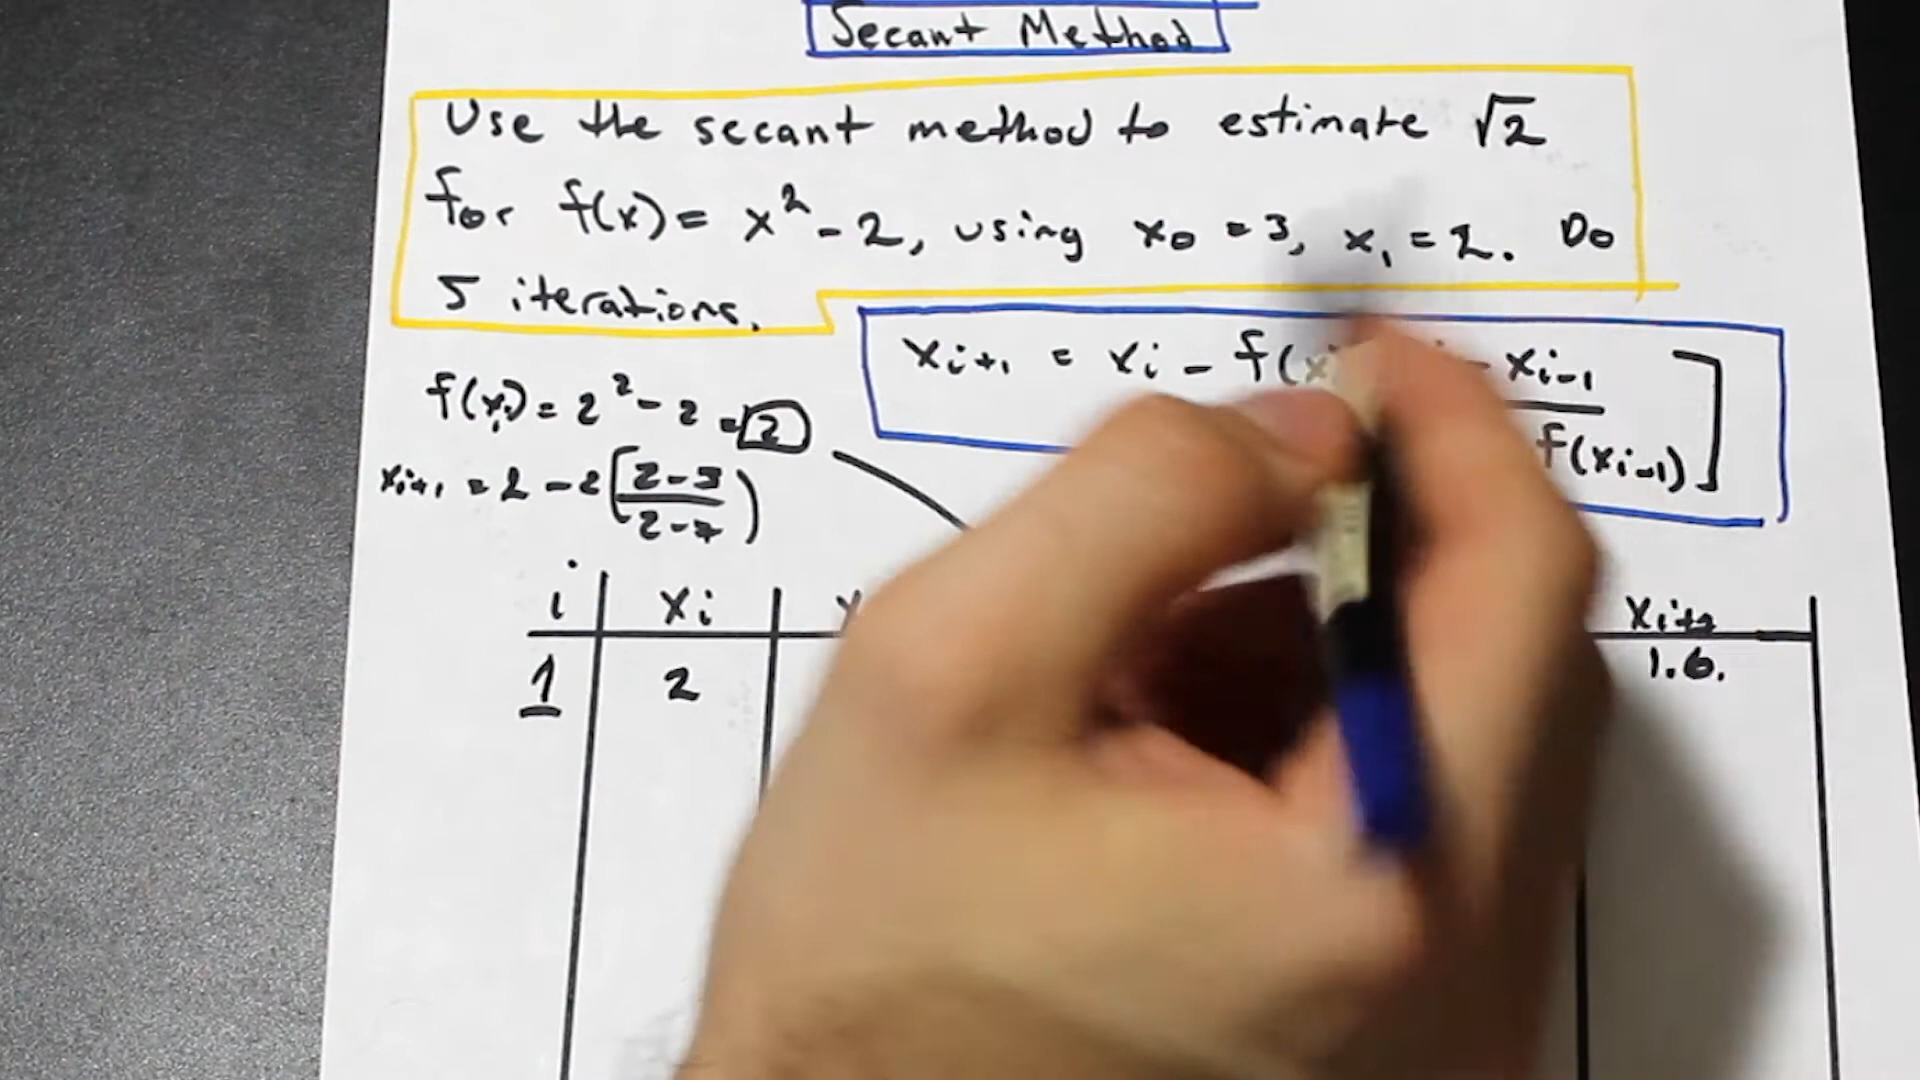 Secant Method
Use the secant method to estimate √2
for f(x) = x² - 2, using x₀ = 3, x₁ = 2. Do
5 iterations.
xᵢ₊₁ = xᵢ - f(x - xᵢ₋₁ ]
f(xᵢ₋₁)
f(xᵢ) = 2² - 2 = 2
xᵢ₊₁ = 2 - 2 [ 2-3
2-7 )
i xᵢ xᵢ₊₁
1 2 1.6.